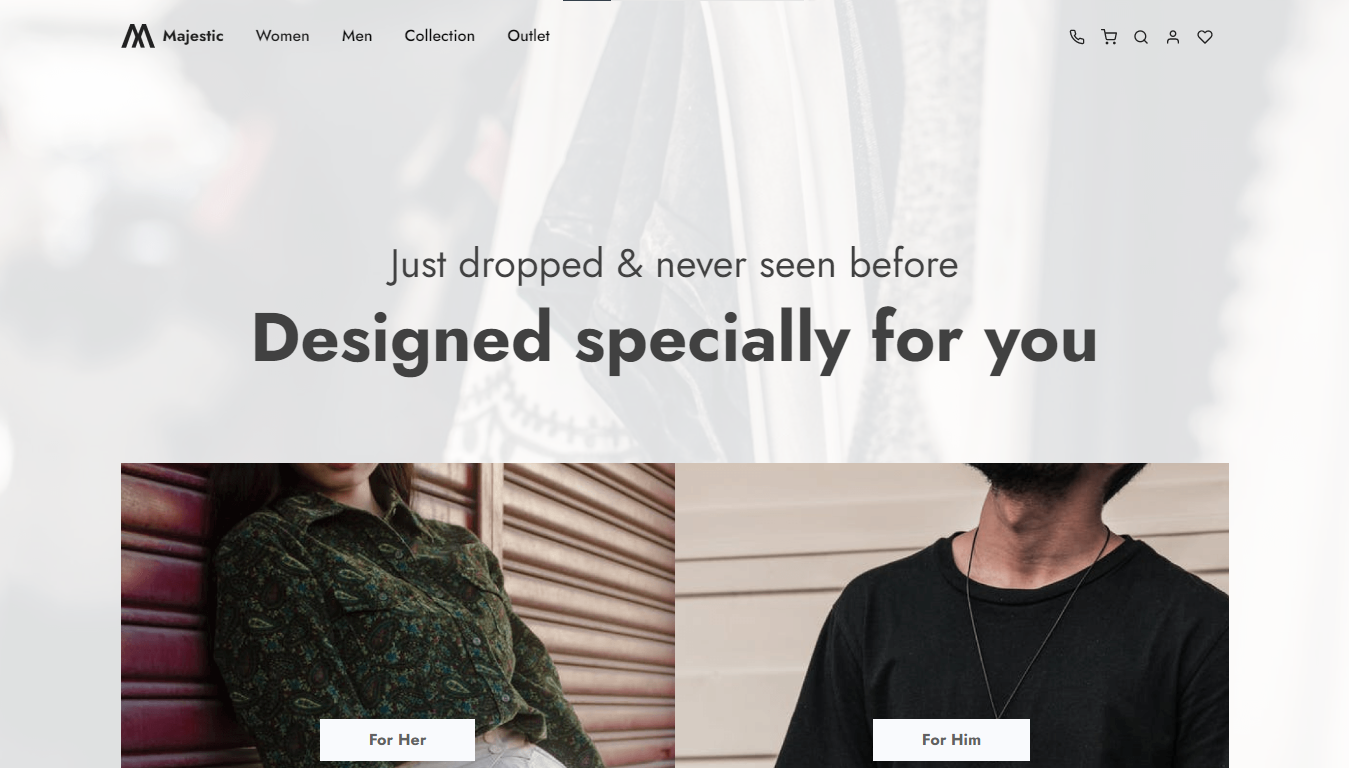 Majestic Women Men Collection Outlet
Just dropped & never seen before
Designed specially for you
For Her For Him